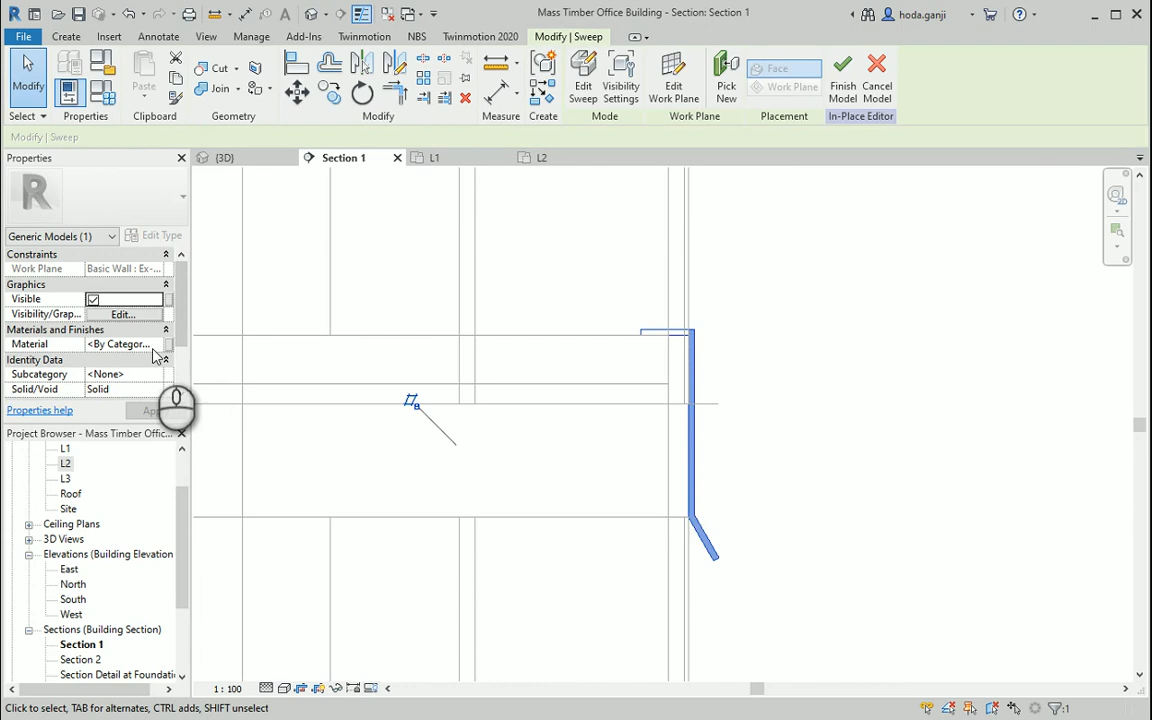 Mass Timber Office Building - Section: Section 1
hoda.ganji
File Create Insert Annotate View Manage Add-Ins Twinmotion NBS Twinmotion 2020 Modify | Sweep
Modify Paste Cut Join Edit Sweep Visibility Settings Edit Work Plane Pick New Face Work Plane Finish Model Cancel Model
Select Properties Clipboard Geometry Modify Measure Create Mode Work Plane Placement In-Place Editor
Modify | Sweep
Properties
{3D} Section 1 L1 L2
Generic Models (1) Edit Type
Constraints
Work Plane Basic Wall : Ex-...
Graphics
Visible
Visibility/Grap... Edit...
Materials and Finishes
Material <By Categor...
Identity Data
Subcategory <None>
Solid/Void Solid
Properties help
Project Browser - Mass Timber Offic...
L1
L2
L3
Roof
Site
Ceiling Plans
3D Views
Elevations (Building Elevation
East
North
South
West
Sections (Building Section)
Section 1
Section 2
Section Detail at Foundati
1 : 100
Click to select, TAB for alternates, CTRL adds, SHIFT unselect
:1